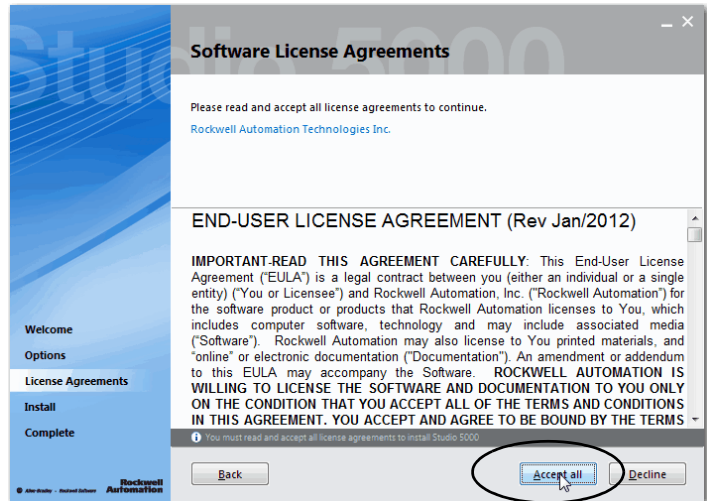 Studio 5000
Software License Agreements
Please read and accept all license agreements to continue.
Rockwell Automation Technologies Inc.
END-USER LICENSE AGREEMENT (Rev Jan/2012)
IMPORTANT-READ THIS AGREEMENT CAREFULLY: This End-User License
Agreement ("EULA") is a legal contract between you (either an individual or a single
entity) ("You or Licensee") and Rockwell Automation, Inc. ("Rockwell Automation") for
the software product or products that Rockwell Automation licenses to You, which
includes computer software, technology and may include associated media
("Software"). Rockwell Automation may also license to You printed materials, and
"online" or electronic documentation ("Documentation"). An amendment or addendum
to this EULA may accompany the Software. ROCKWELL AUTOMATION IS
WILLING TO LICENSE THE SOFTWARE AND DOCUMENTATION TO YOU ONLY
ON THE CONDITION THAT YOU ACCEPT ALL OF THE TERMS AND CONDITIONS
IN THIS AGREEMENT. YOU ACCEPT AND AGREE TO BE BOUND BY THE TERMS
You must read and accept all license agreements to install Studio 5000
Welcome
Options
License Agreements
Install
Complete
Back
Accept all
Decline
Allen-Bradley • Rockwell Software
Rockwell
Automation